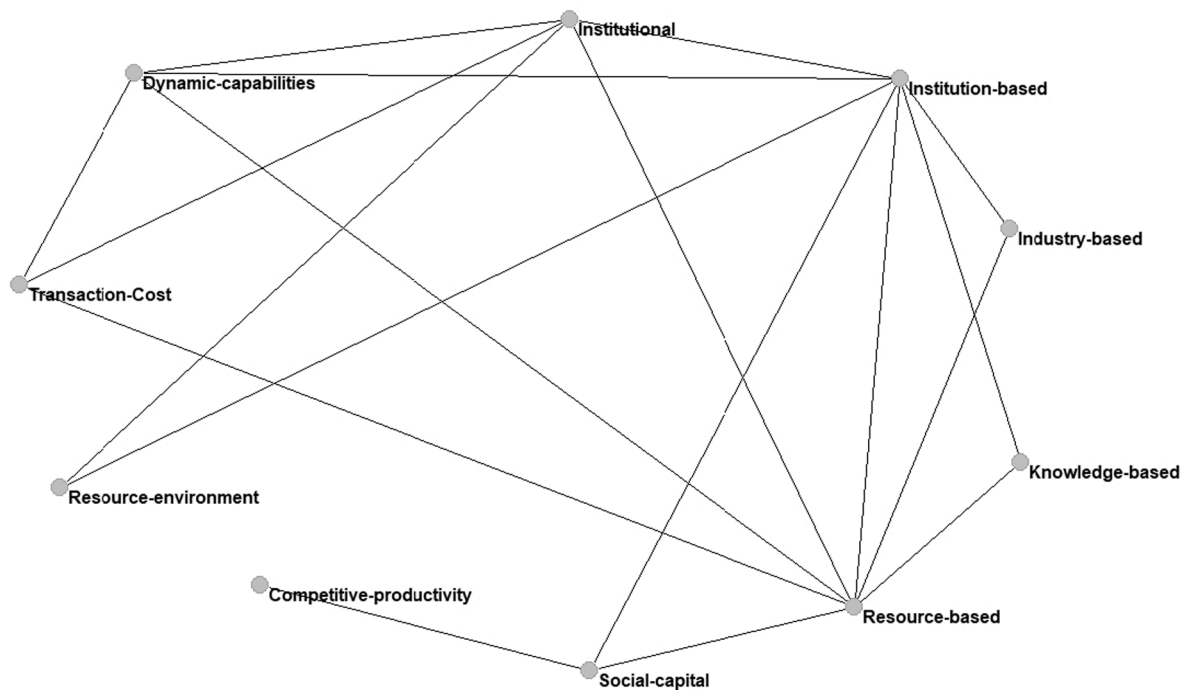 Institutional
Dynamic-capabilities
Institution-based
Industry-based
Transaction-Cost
Knowledge-based
Resource-environment
Competitive-productivity
Resource-based
Social-capital